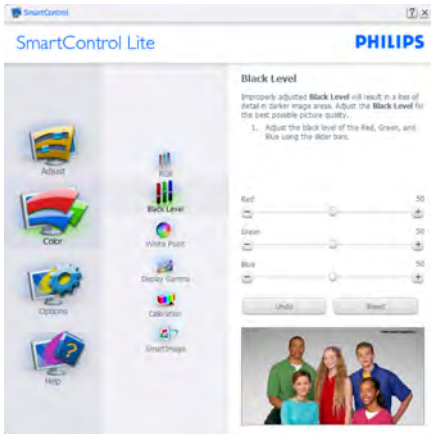 SmartControl
SmartControl Lite
PHILIPS
Adjust
Color
Options
Help
RGB
Black Level
White Point
Display Gamma
Calibration
SmartImage
Black Level
Improperly adjusted Black Level will result in a loss of
detail in darker image areas. Adjust the Black Level for
the best possible picture quality.
1. Adjust the black level of the Red, Green, and
Blue using the slider bars.
Red 50
Green 50
Blue 50
Undo Reset